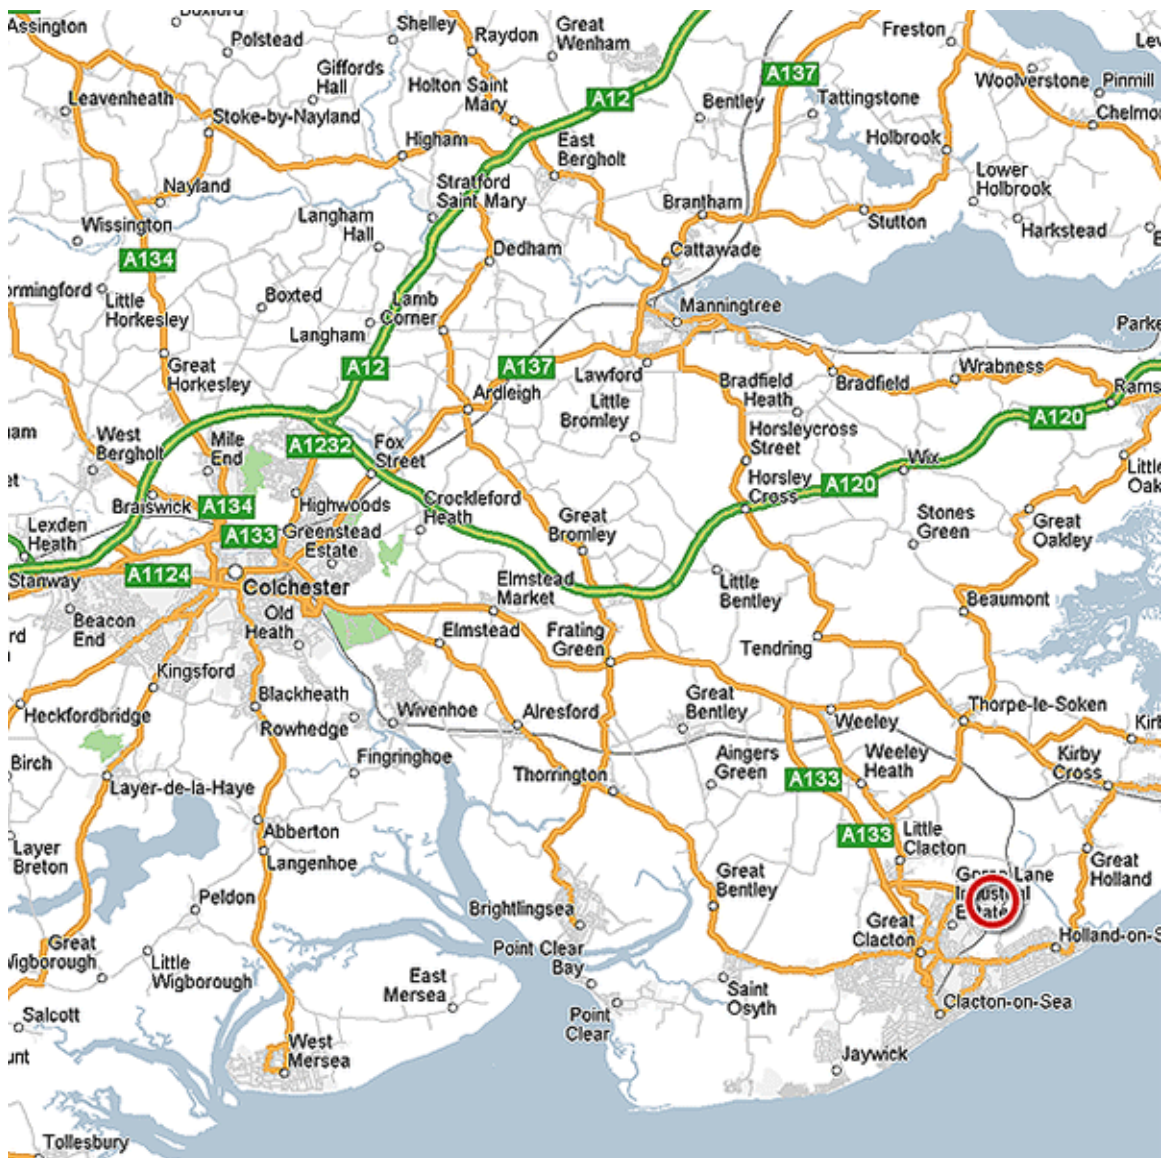 Assington
Polstead
Shelley
Raydon
Great
Wenham
Freston
Giffords
Hall
Holton Saint
Mary
A137
Woolverstone
Pinmill
Leavenheath
Stoke-by-Nayland
A12
Bentley
Tattingstone
Higham
East
Bergholt
Holbrook
Nayland
Stratford
Saint Mary
Lower
Holbrook
Wissington
Langham
Hall
Brantham
Stutton
Harkstead
A134
Dedham
Cattawade
Little
Horkesley
Boxted
Lamb
Corner
Langham
Manningtree
Great
Horkesley
A12
A137
Lawford
Bradfield
Heath
Bradfield
Wrabness
Ardleigh
Little
Bromley
Horsleycross
Street
A120
West
Bergholt
Mile
End
A1232
Fox
Street
Wix
Horsley
Cross
A120
Braiswick
A134
Highwoods
Crockleford
Heath
Great
Bromley
Stones
Green
Great
Oakley
Lexden
Heath
A133
Greenstead
Estate
Stanway
A1124
Colchester
Elmstead
Market
Little
Bentley
Beaumont
Beacon
End
Old
Heath
Elmstead
Frating
Green
Tendring
Kingsford
Blackheath
Heckfordbridge
Rowhedge
Wivenhoe
Alresford
Great
Bentley
Weeley
Thorpe-le-Soken
Birch
Fingringhoe
Aingers
Green
Weeley
Heath
Kirby
Cross
Layer-de-la-Haye
Thorrington
A133
Abberton
A133
Little
Clacton
Layer
Breton
Langenhoe
Great
Holland
Peldon
Great
Bentley
Gorse Lane
Industrial
Estate
Brightlingsea
Great
Clacton
Great
Wigborough
Little
Wigborough
Point Clear
Bay
East
Mersea
Saint
Osyth
Holland-on-S
Clacton-on-Sea
Salcott
Point
Clear
West
Mersea
Jaywick
Tollesbury